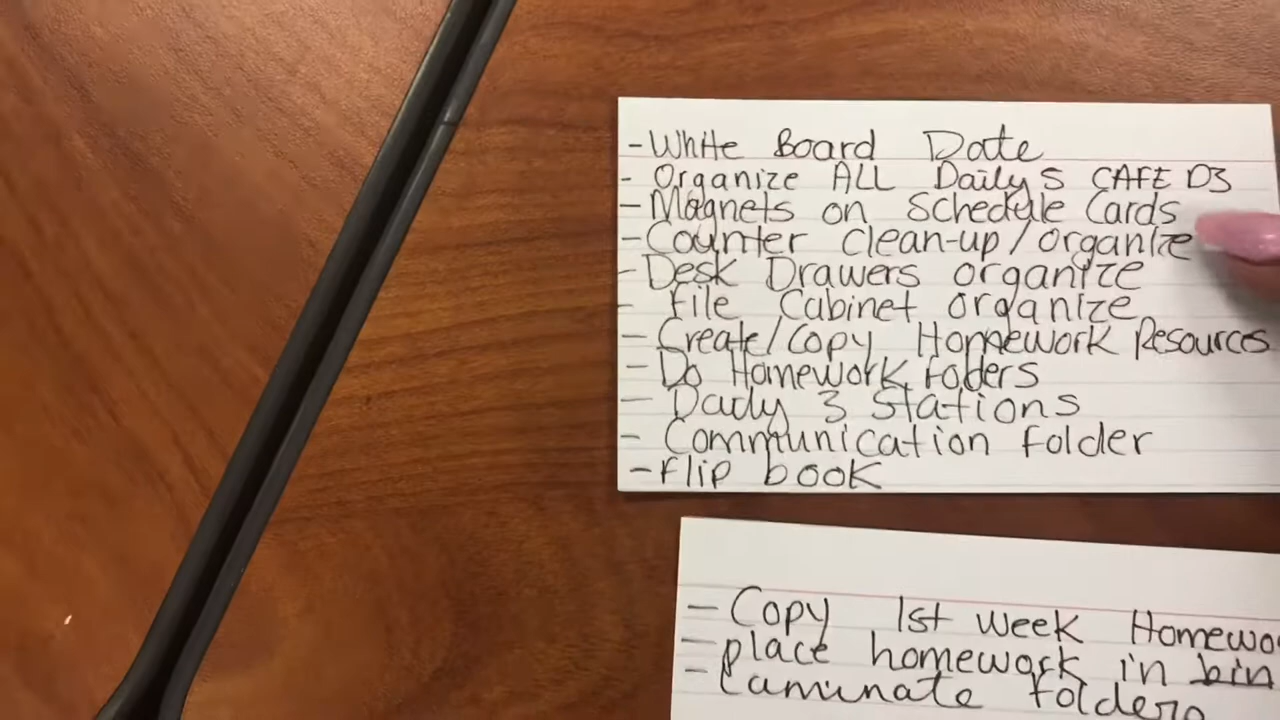 - White Board Date
- Organize ALL Daily 5 CAFE D3
- Magnets on Schedule Cards
- Counter clean-up/organize
- Desk Drawers organize
- File Cabinet organize
- Create/Copy Homework Resources
- Do Homework Folders
- Daily 3 Stations
- Communication Folder
- Flip book
- Copy 1st week Homewo
- place homework in bin
- Laminate folders